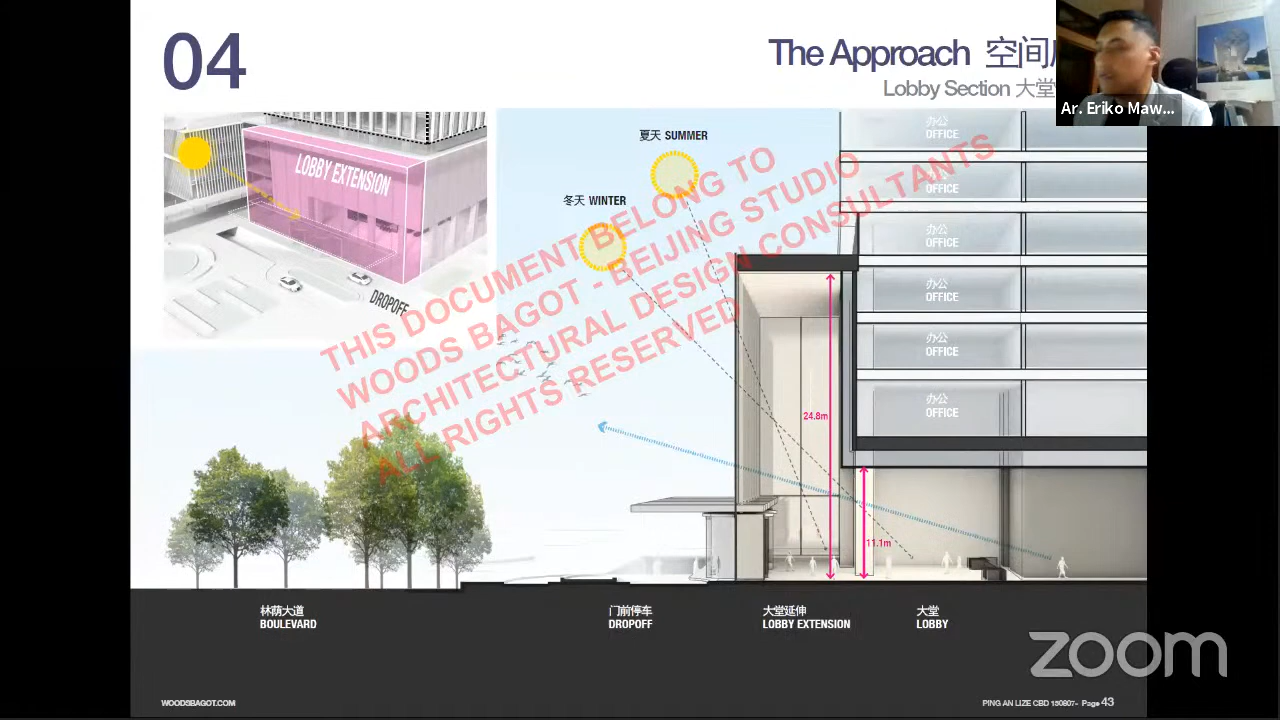 04
The Approach 空间
Lobby Section 大堂
Ar. Eriko Maw...
LOBBY EXTENSION
DROPOFF
夏天 SUMMER
冬天 WINTER
THIS DOCUMENT BELONG TO
WOODS BAGOT - BEIJING STUDIO
ARCHITECTURAL DESIGN CONSULTANTS
ALL RIGHTS RESERVED
办公
OFFICE
OFFICE
办公
OFFICE
办公
OFFICE
办公
OFFICE
办公
OFFICE
24.8m
11.1m
林荫大道
BOULEVARD
门前停车
DROPOFF
大堂延伸
LOBBY EXTENSION
大堂
LOBBY
zoom
WOODSBAGOT.COM
PING AN LIZE CBD 150807- Page 43